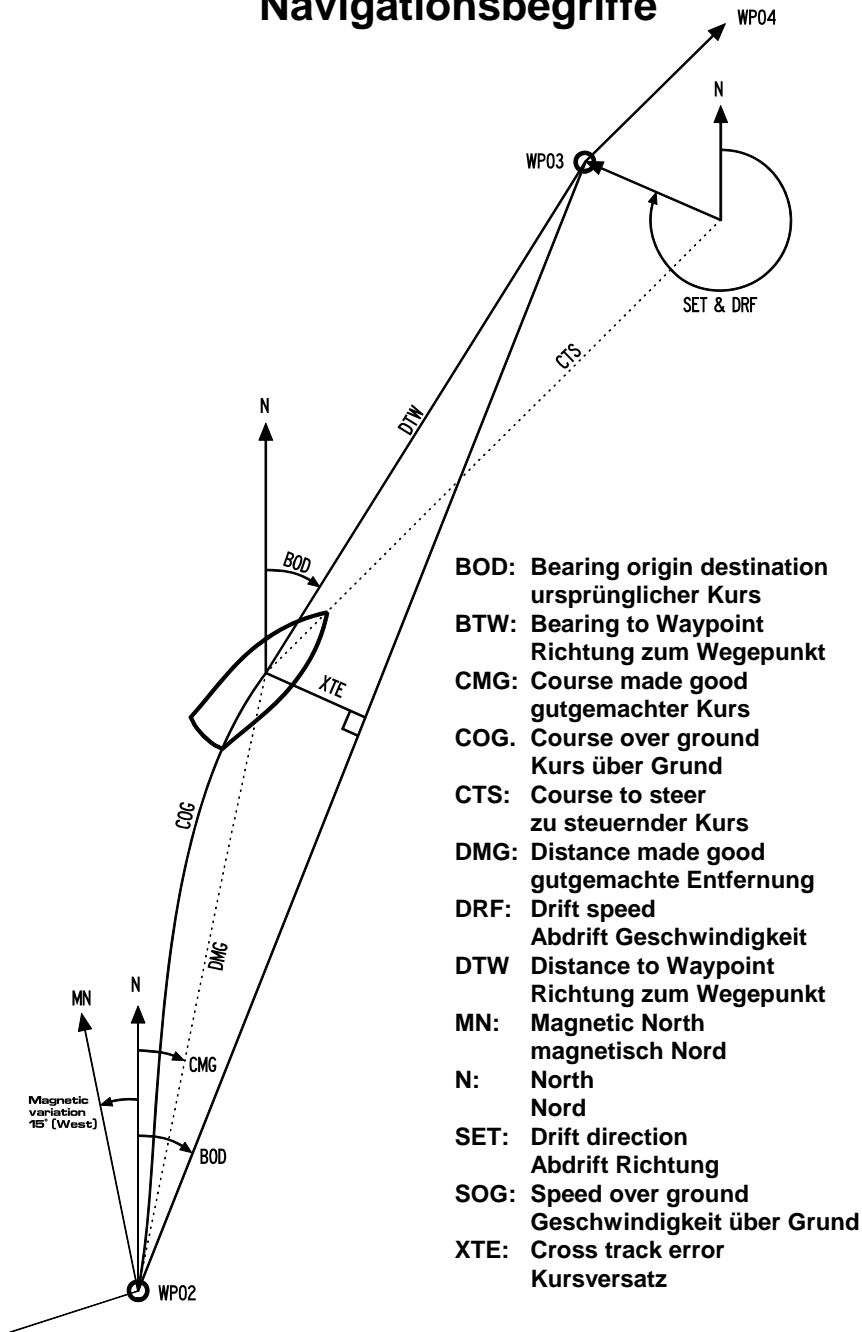 Navigationsbegriffe
WP04
N
WP03
SET & DRF
CTS
DTW
N
BOD
XTE
COG
DMG
MN
N
CMG
Magnetic
variation
15° (West)
BOD
WP02
BOD: Bearing origin destination
ursprünglicher Kurs
BTW: Bearing to Waypoint
Richtung zum Wegepunkt
CMG: Course made good
gutgemachter Kurs
COG. Course over ground
Kurs über Grund
CTS: Course to steer
zu steuernder Kurs
DMG: Distance made good
gutgemachte Entfernung
DRF: Drift speed
Abdrift Geschwindigkeit
DTW Distance to Waypoint
Richtung zum Wegepunkt
MN: Magnetic North
magnetisch Nord
N: North
Nord
SET: Drift direction
Abdrift Richtung
SOG: Speed over ground
Geschwindigkeit über Grund
XTE: Cross track error
Kursversatz